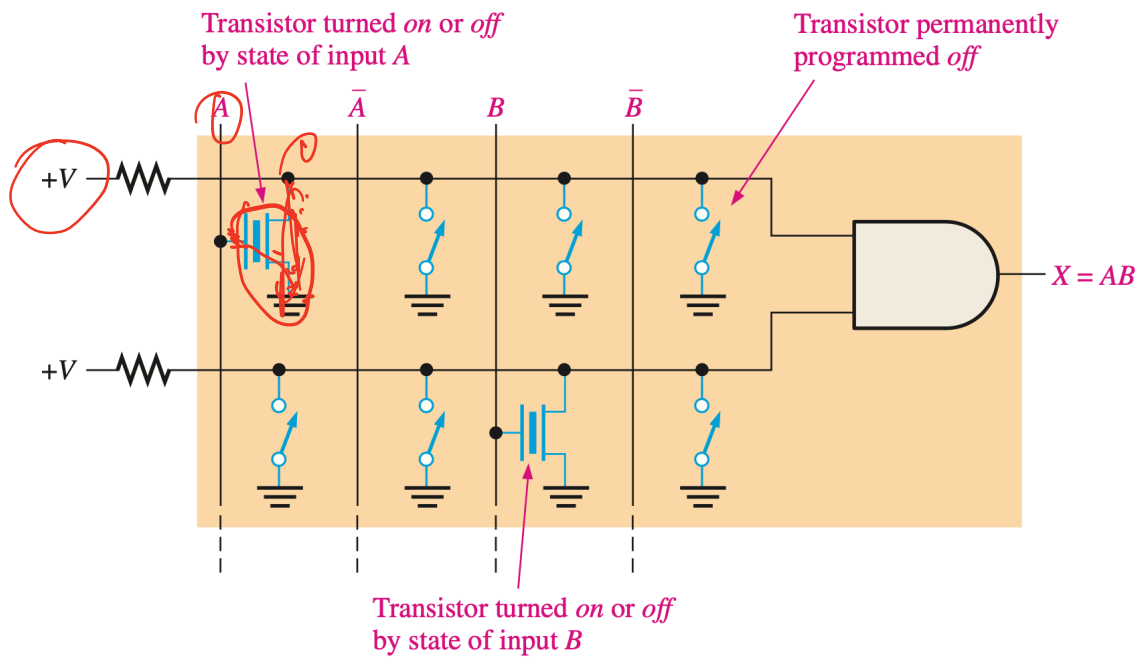 Transistor turned on or off
by state of input A
Transistor permanently
programmed off
A
A̅
B
B̅
+V
X = AB
+V
Transistor turned on or off
by state of input B